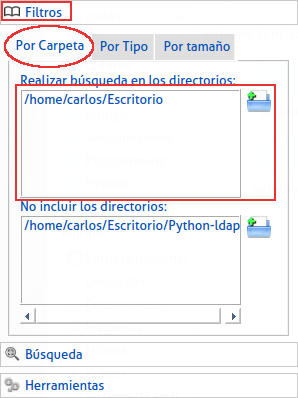 Filtros
Por Carpeta Por Tipo Por tamaño
Realizar búsqueda en los directorios:
/home/carlos/Escritorio
No incluir los directorios:
/home/carlos/Escritorio/Python-ldap
Búsqueda
Herramientas